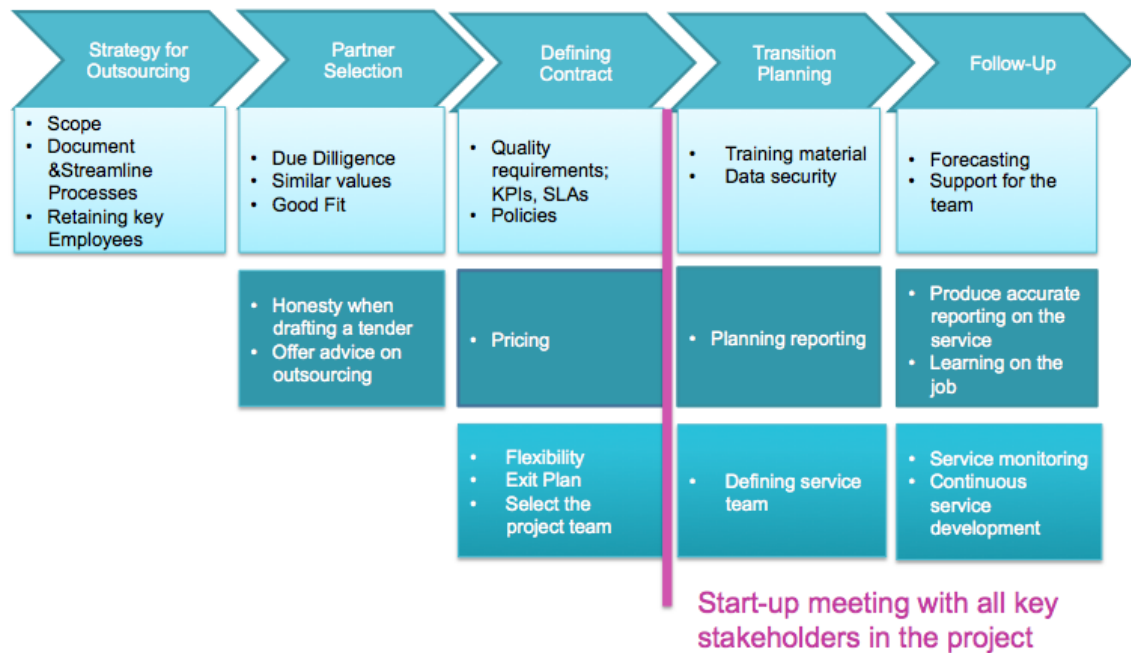 Strategy for
Outsourcing
Partner
Selection
Defining
Contract
Transition
Planning
Follow-Up
• Scope
• Document
&Streamline
Processes
• Retaining key
Employees
• Due Dilligence
• Similar values
• Good Fit
• Quality
requirements;
KPIs, SLAs
• Policies
• Training material
• Data security
• Forecasting
• Support for the
team
• Honesty when
drafting a tender
• Offer advice on
outsourcing
• Pricing
• Planning reporting
• Produce accurate
reporting on the
service
• Learning on the
job
• Flexibility
• Exit Plan
• Select the
project team
• Defining service
team
• Service monitoring
• Continuous
service
development
Start-up meeting with all key
stakeholders in the project